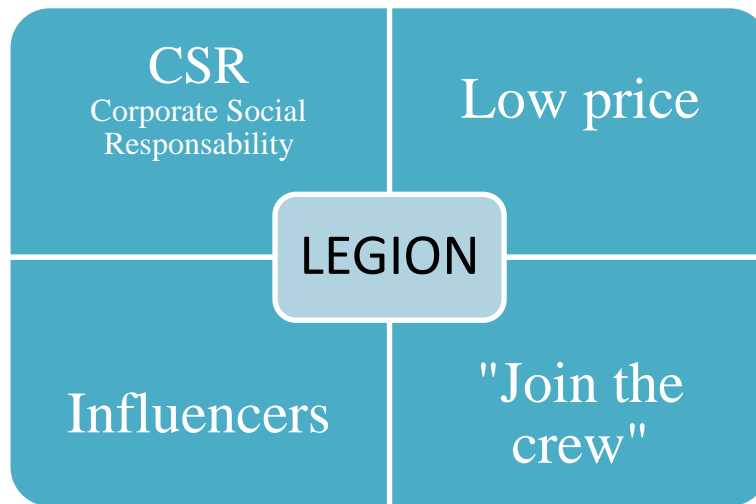 CSR
Corporate Social
Responsability
Low price
LEGION
Influencers
"Join the
crew"